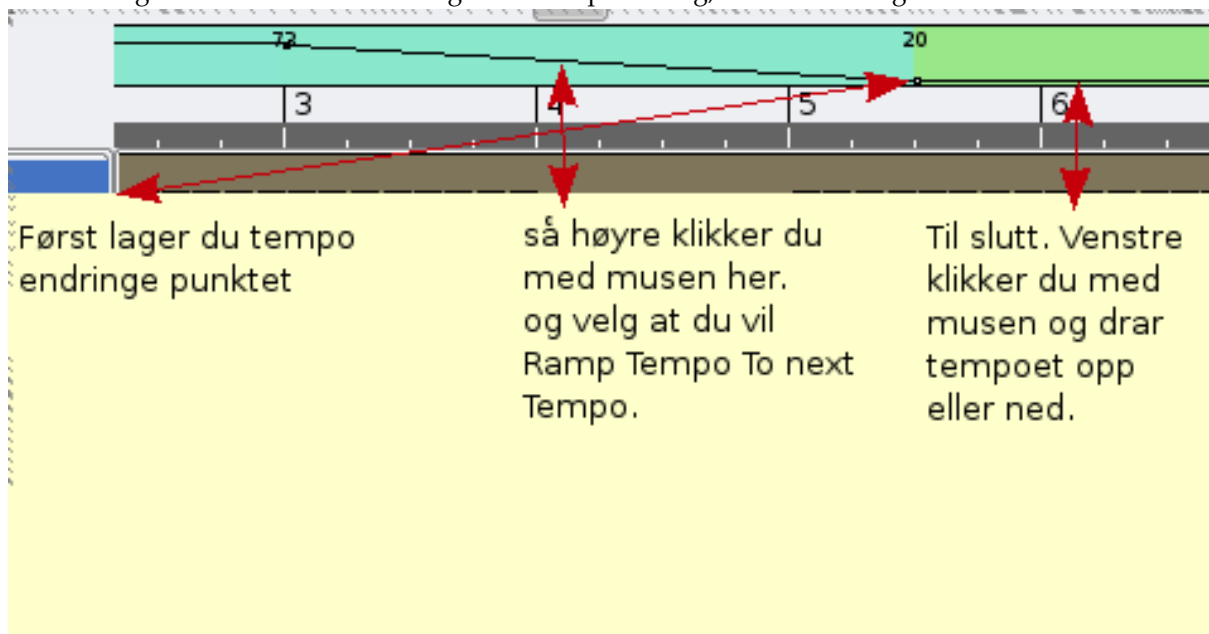 73
20
3
4
5
6
Først lager du tempo
endringe punktet
så høyre klikker du
med musen her.
og velg at du vil
Ramp Tempo To next
Tempo.
Til slutt. Venstre
klikker du med
musen og drar
tempoet opp
eller ned.